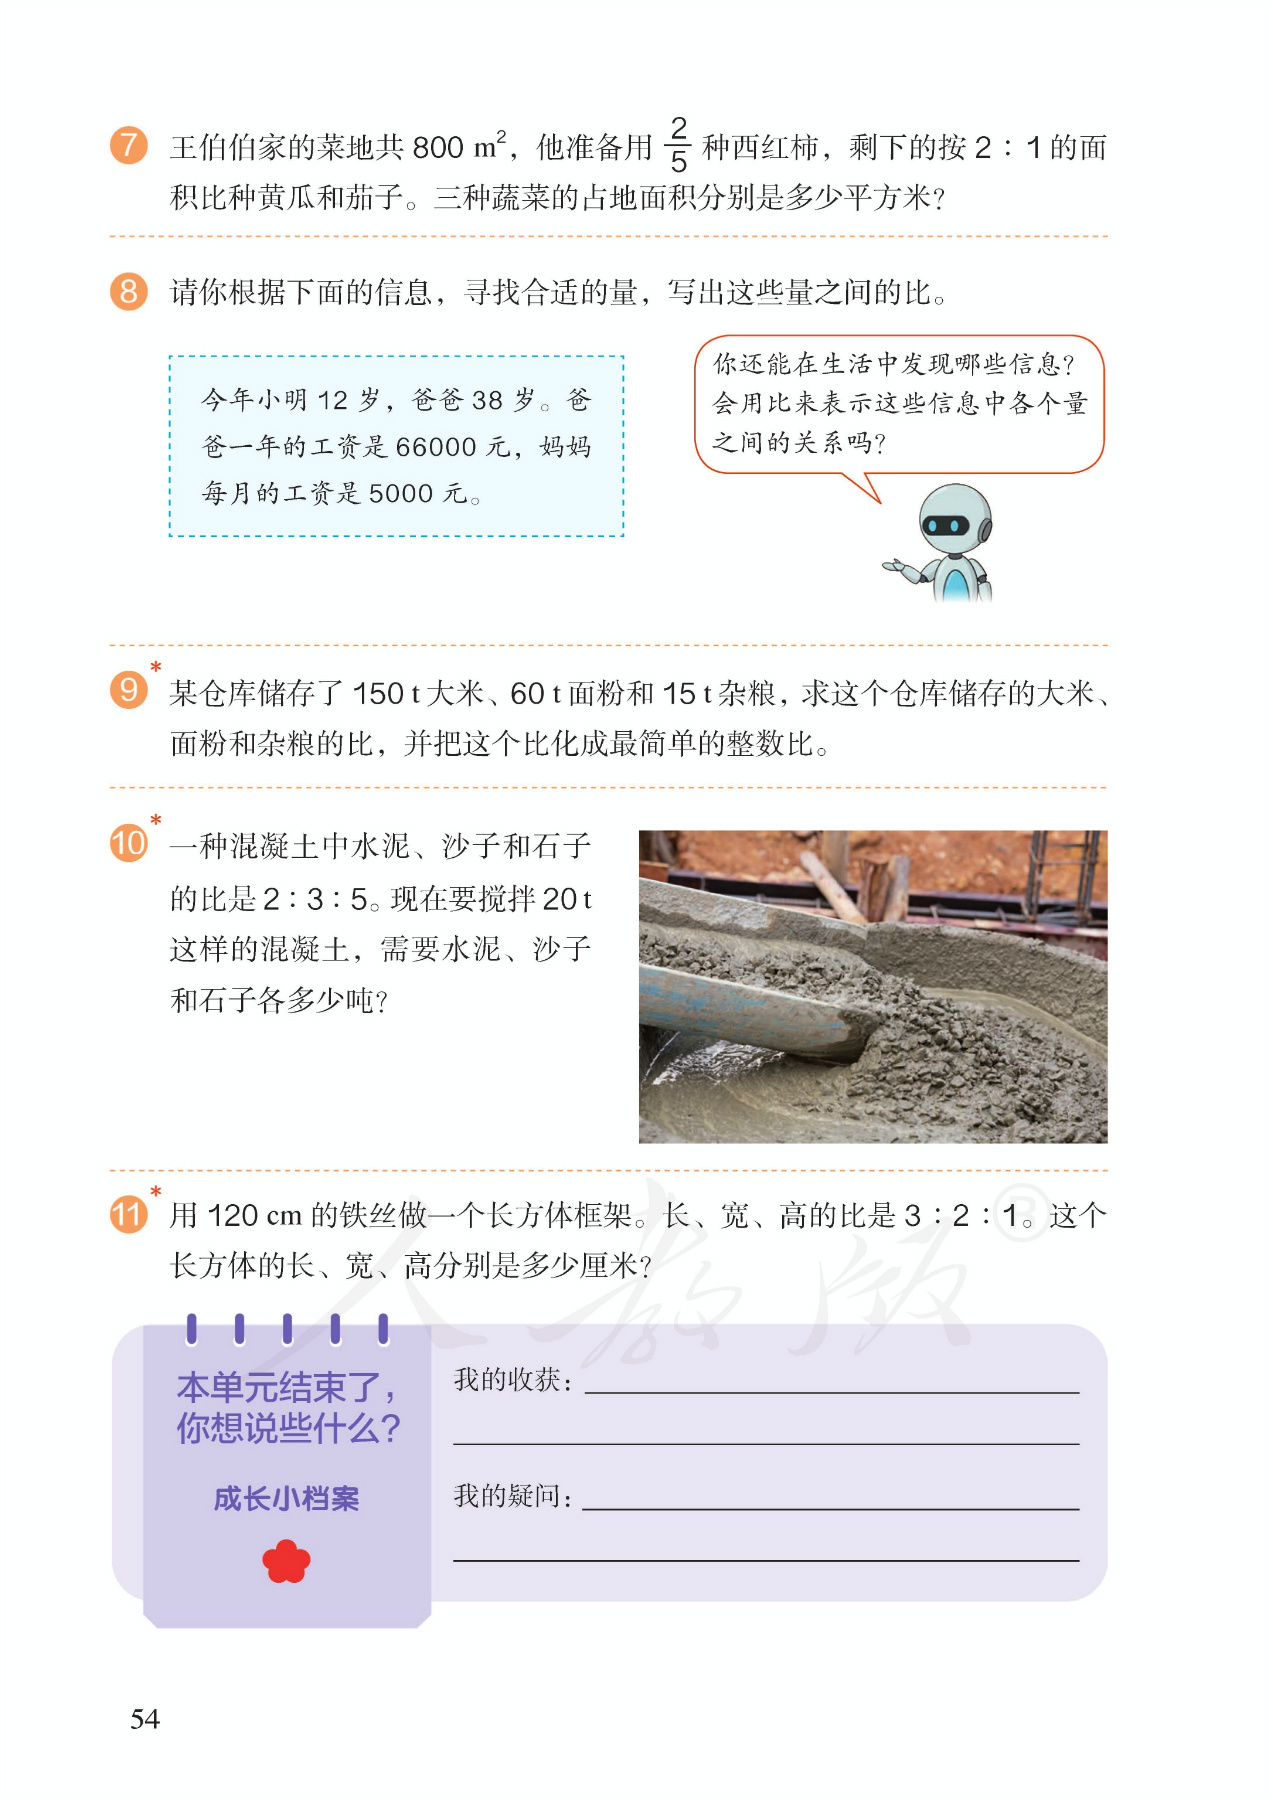 7 王伯伯家的菜地共 800 m²，他准备用 2/5 种西红柿，剩下的按 2：1 的面
积比种黄瓜和茄子。三种蔬菜的占地面积分别是多少平方米？
8 请你根据下面的信息，寻找合适的量，写出这些量之间的比。
今年小明 12 岁，爸爸 38 岁。爸
爸一年的工资是 66000 元，妈妈
每月的工资是 5000 元。
你还能在生活中发现哪些信息？
会用比来表示这些信息中各个量
之间的关系吗？
9* 某仓库储存了 150 t 大米、60 t 面粉和 15 t 杂粮，求这个仓库储存的大米、
面粉和杂粮的比，并把这个比化成最简单的整数比。
10* 一种混凝土中水泥、沙子和石子
的比是 2：3：5。现在要搅拌 20 t
这样的混凝土，需要水泥、沙子
和石子各多少吨？
11* 用 120 cm 的铁丝做一个长方体框架。长、宽、高的比是 3：2：1。这个
长方体的长、宽、高分别是多少厘米？
人教版®
本单元结束了，
你想说些什么？
成长小档案
我的收获：
我的疑问：
54